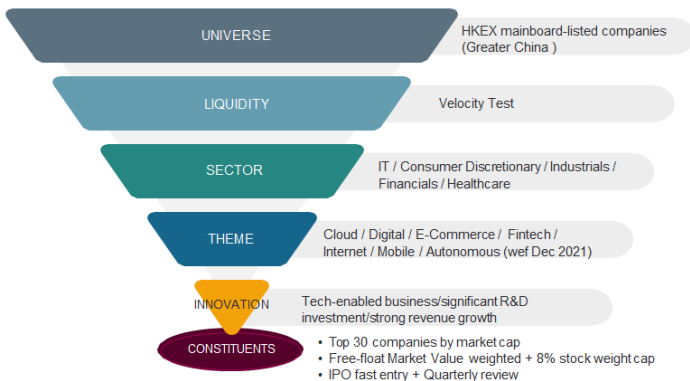 UNIVERSE
HKEX mainboard-listed companies
(Greater China )
LIQUIDITY
Velocity Test
SECTOR
IT / Consumer Discretionary / Industrials /
Financials / Healthcare
THEME
Cloud / Digital / E-Commerce / Fintech /
Internet / Mobile / Autonomous (wef Dec 2021)
INNOVATION
Tech-enabled business/significant R&D
investment/strong revenue growth
CONSTITUENTS
• Top 30 companies by market cap
• Free-float Market Value weighted + 8% stock weight cap
• IPO fast entry + Quarterly review